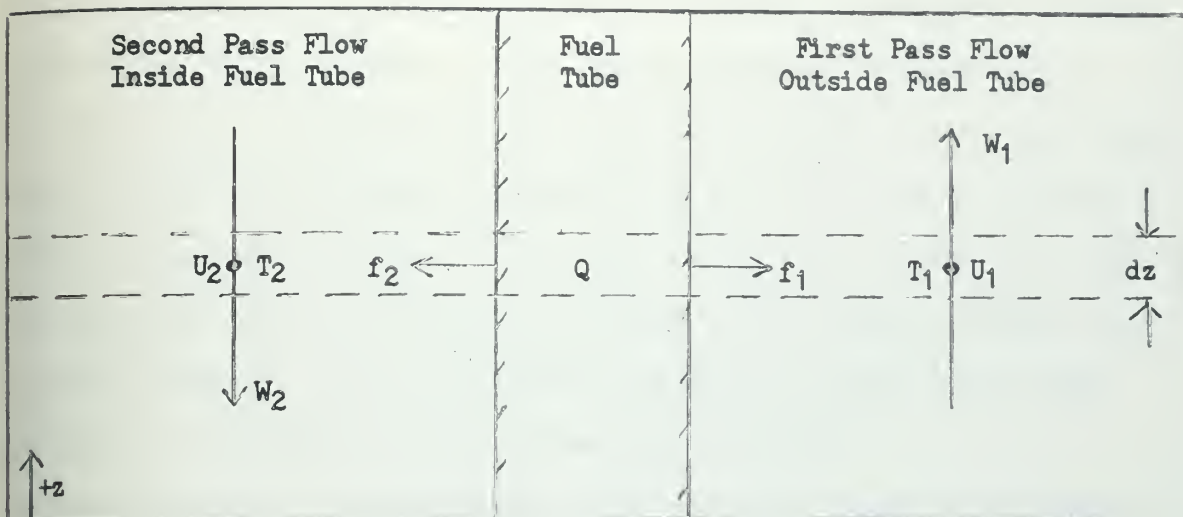 Second Pass Flow
Inside Fuel Tube
Fuel
Tube
First Pass Flow
Outside Fuel Tube
W₁
U₂ T₂ f₂ Q f₁ T₁ U₁ dz
W₂
+z